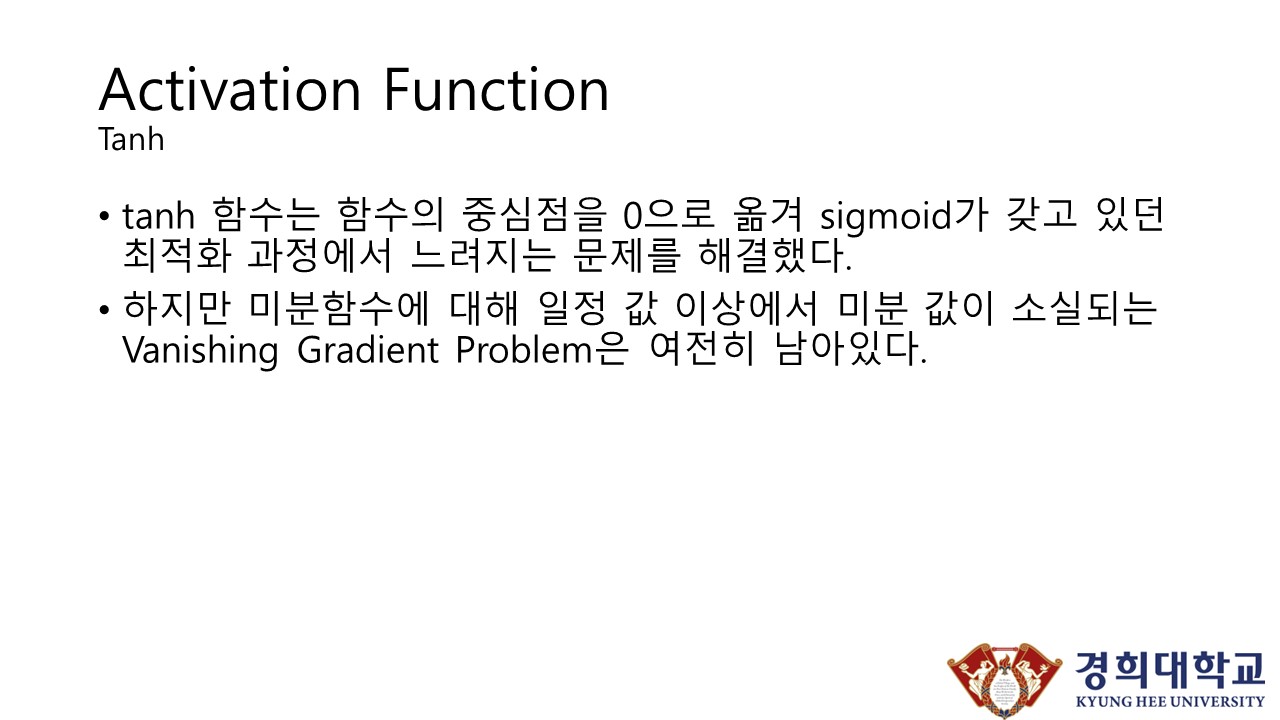 Activation Function
Tanh
• tanh 함수는 함수의 중심점을 0으로 옮겨 sigmoid가 갖고 있던
최적화 과정에서 느려지는 문제를 해결했다.
• 하지만 미분함수에 대해 일정 값 이상에서 미분 값이 소실되는
Vanishing Gradient Problem은 여전히 남아있다.
경희대학교
KYUNG HEE UNIVERSITY